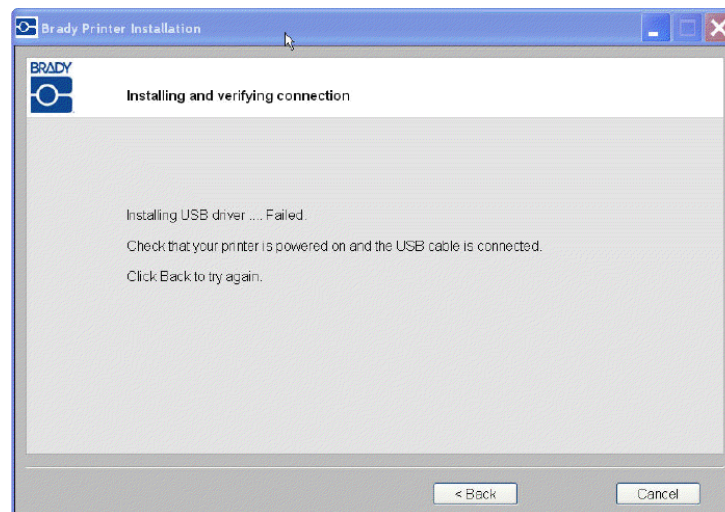 Brady Printer Installation
BRADY
Installing and verifying connection
Installing USB driver .... Failed.
Check that your printer is powered on and the USB cable is connected.
Click Back to try again.
< Back
Cancel